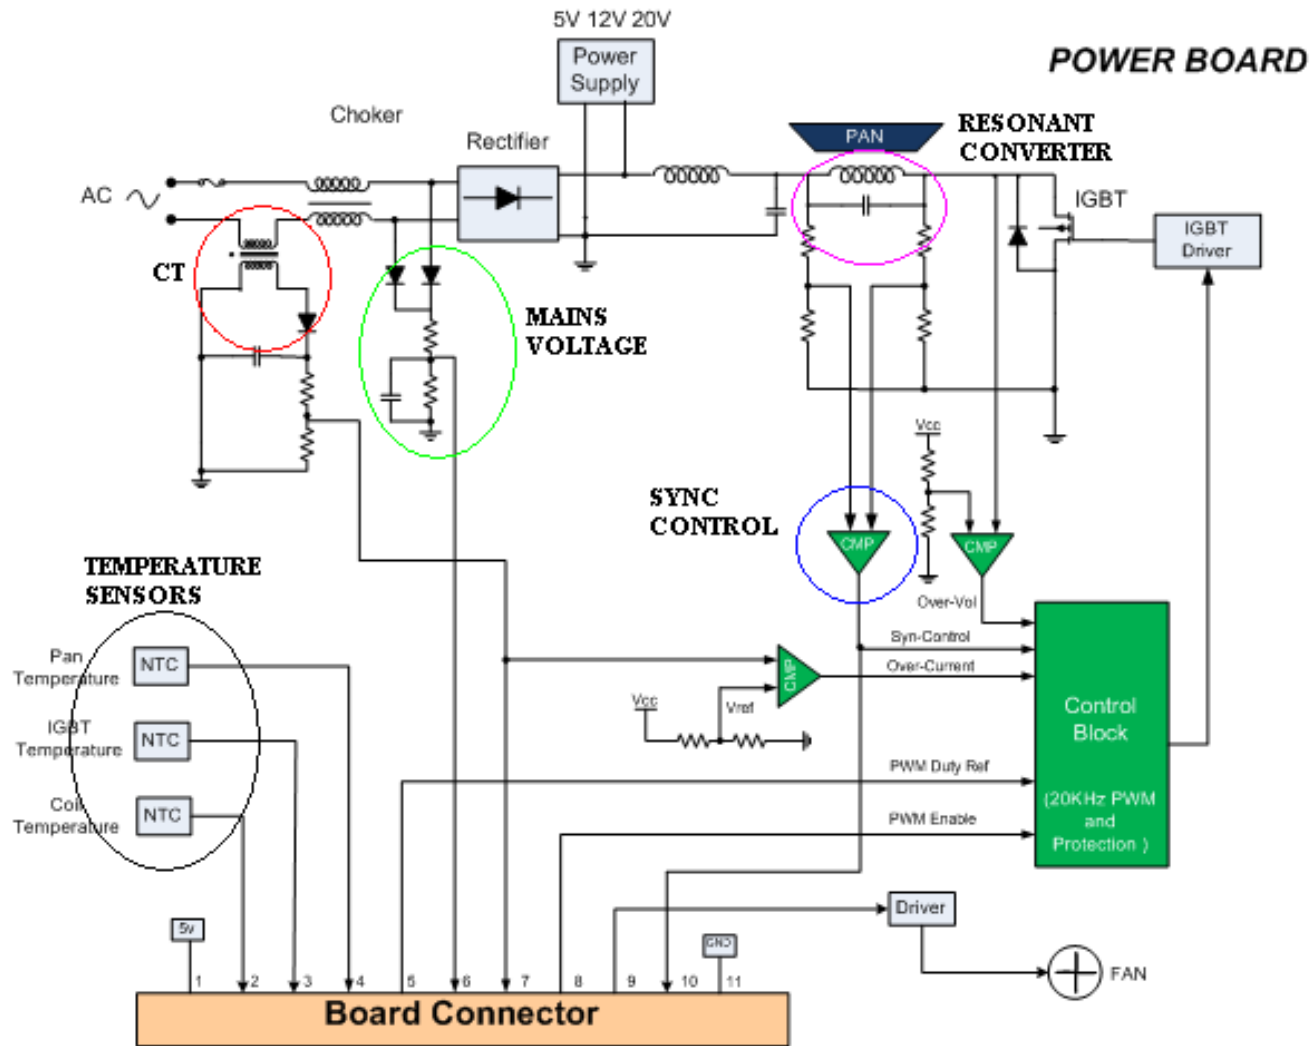 5V 12V 20V
POWER BOARD
Power
Supply
Choker
Rectifier
PAN
RESONANT
CONVERTER
AC
IGBT
IGBT
Driver
CT
MAINS
VOLTAGE
Vcc
SYNC
CONTROL
CMP
CMP
TEMPERATURE
SENSORS
Over-Vol
Syn-Control
Over-Current
Pan
Temperature
NTC
CMP
Vcc
Vref
Control
Block
IGBT
Temperature
NTC
PWM Duty Ref
(20KHz PWM
and
Protection )
Coil
Temperature
NTC
PWM Enable
Driver
5v
GND
FAN
1 2 3 4 5 6 7 8 9 10 11
Board Connector